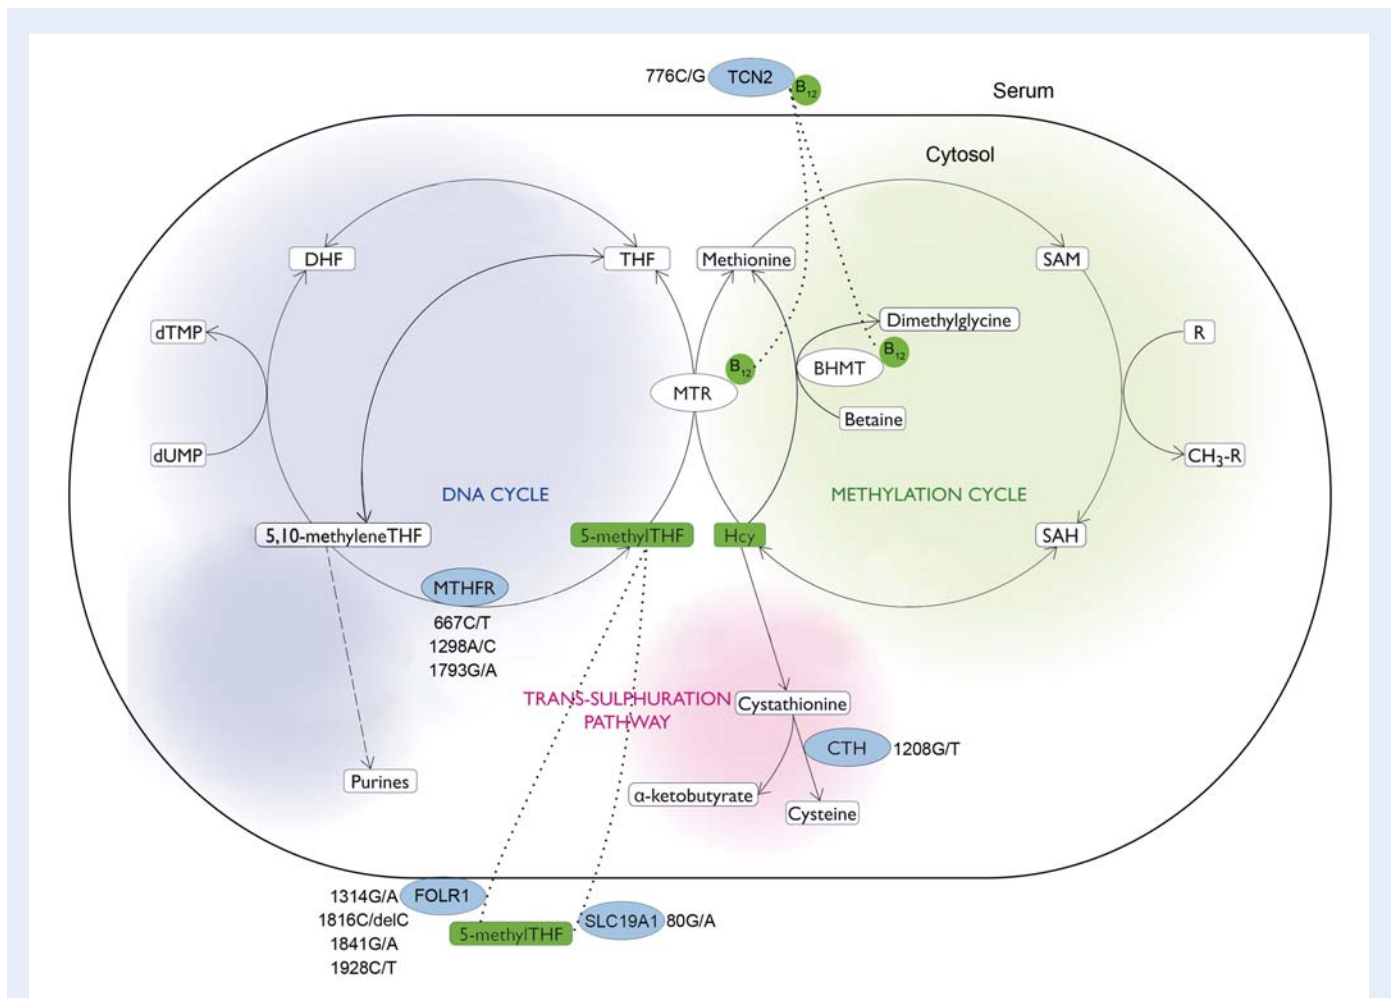 776C/G TCN2 B12
Serum
Cytosol
DHF THF Methionine SAM
dTMP Dimethylglycine R
B12 B12
BHMT
MTR
Betaine
dUMP CH3-R
DNA CYCLE METHYLATION CYCLE
5,10-methyleneTHF 5-methylTHF Hcy SAH
MTHFR
667C/T
1298A/C
1793G/A
TRANS-SULPHURATION
PATHWAY
Cystathionine
CTH 1208G/T
Purines
α-ketobutyrate
Cysteine
1314G/A FOLR1
1816C/delC
1841G/A
1928C/T
5-methylTHF
SLC19A1 80G/A